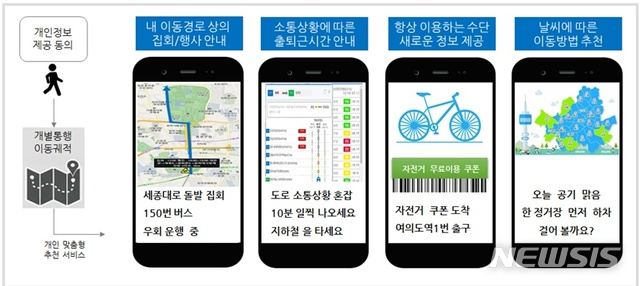 개인정보
제공 동의
개별통행
이동궤적
개인 맞춤형
추천 서비스
내 이동경로 상의
집회/행사 안내
세종대로 돌발 집회
150번 버스
우회 운행 중
소통상황에 따른
출퇴근시간 안내
도로 소통상황 혼잡
10분 일찍 나오세요
지하철 을 타세요
항상 이용하는 수단
새로운 정보 제공
자전거 무료이용 쿠폰
자전거 쿠폰 도착
여의도역1번 출구
날씨에 따른
이동방법 추천
오늘 공기 맑음
한 정거장 먼저 하차
걸어 볼까요?
NEWSIS